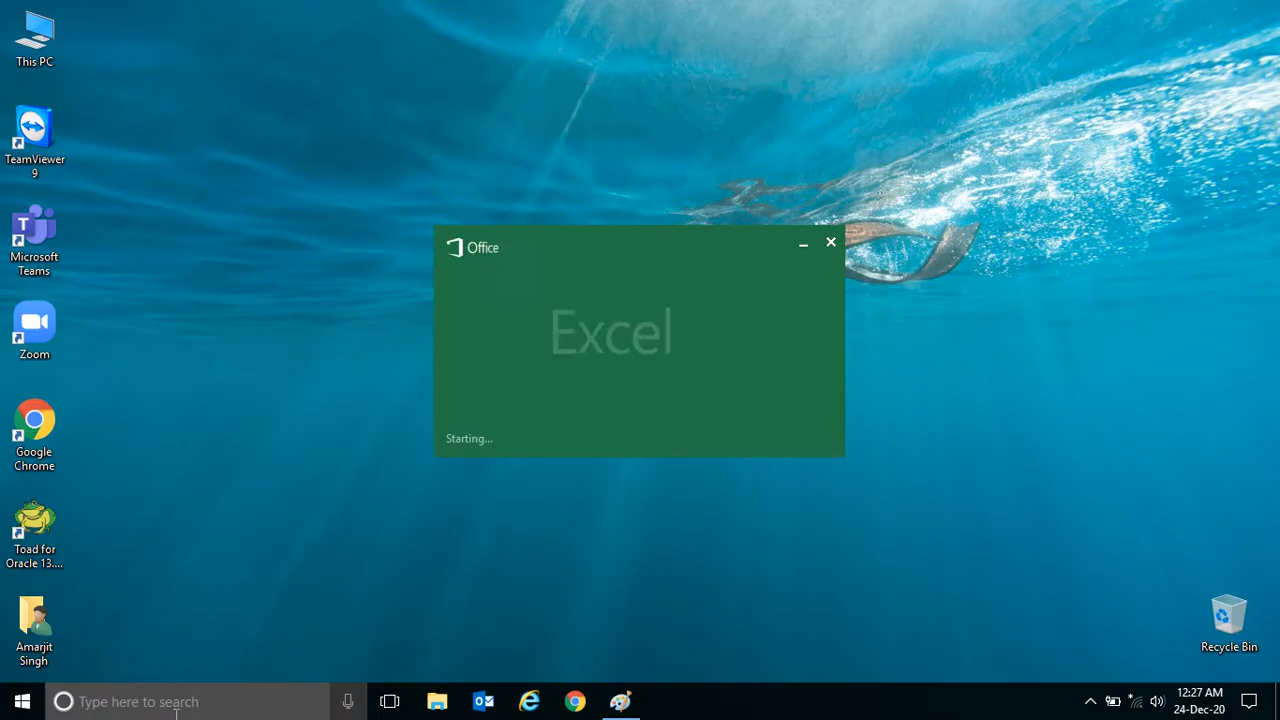 This PC
TeamViewer
9
Microsoft
Teams
Zoom
Google
Chrome
Toad for
Oracle 13....
Amarjit
Singh
Office
Excel
Starting...
Recycle Bin
Type here to search
12:27 AM
24-Dec-20